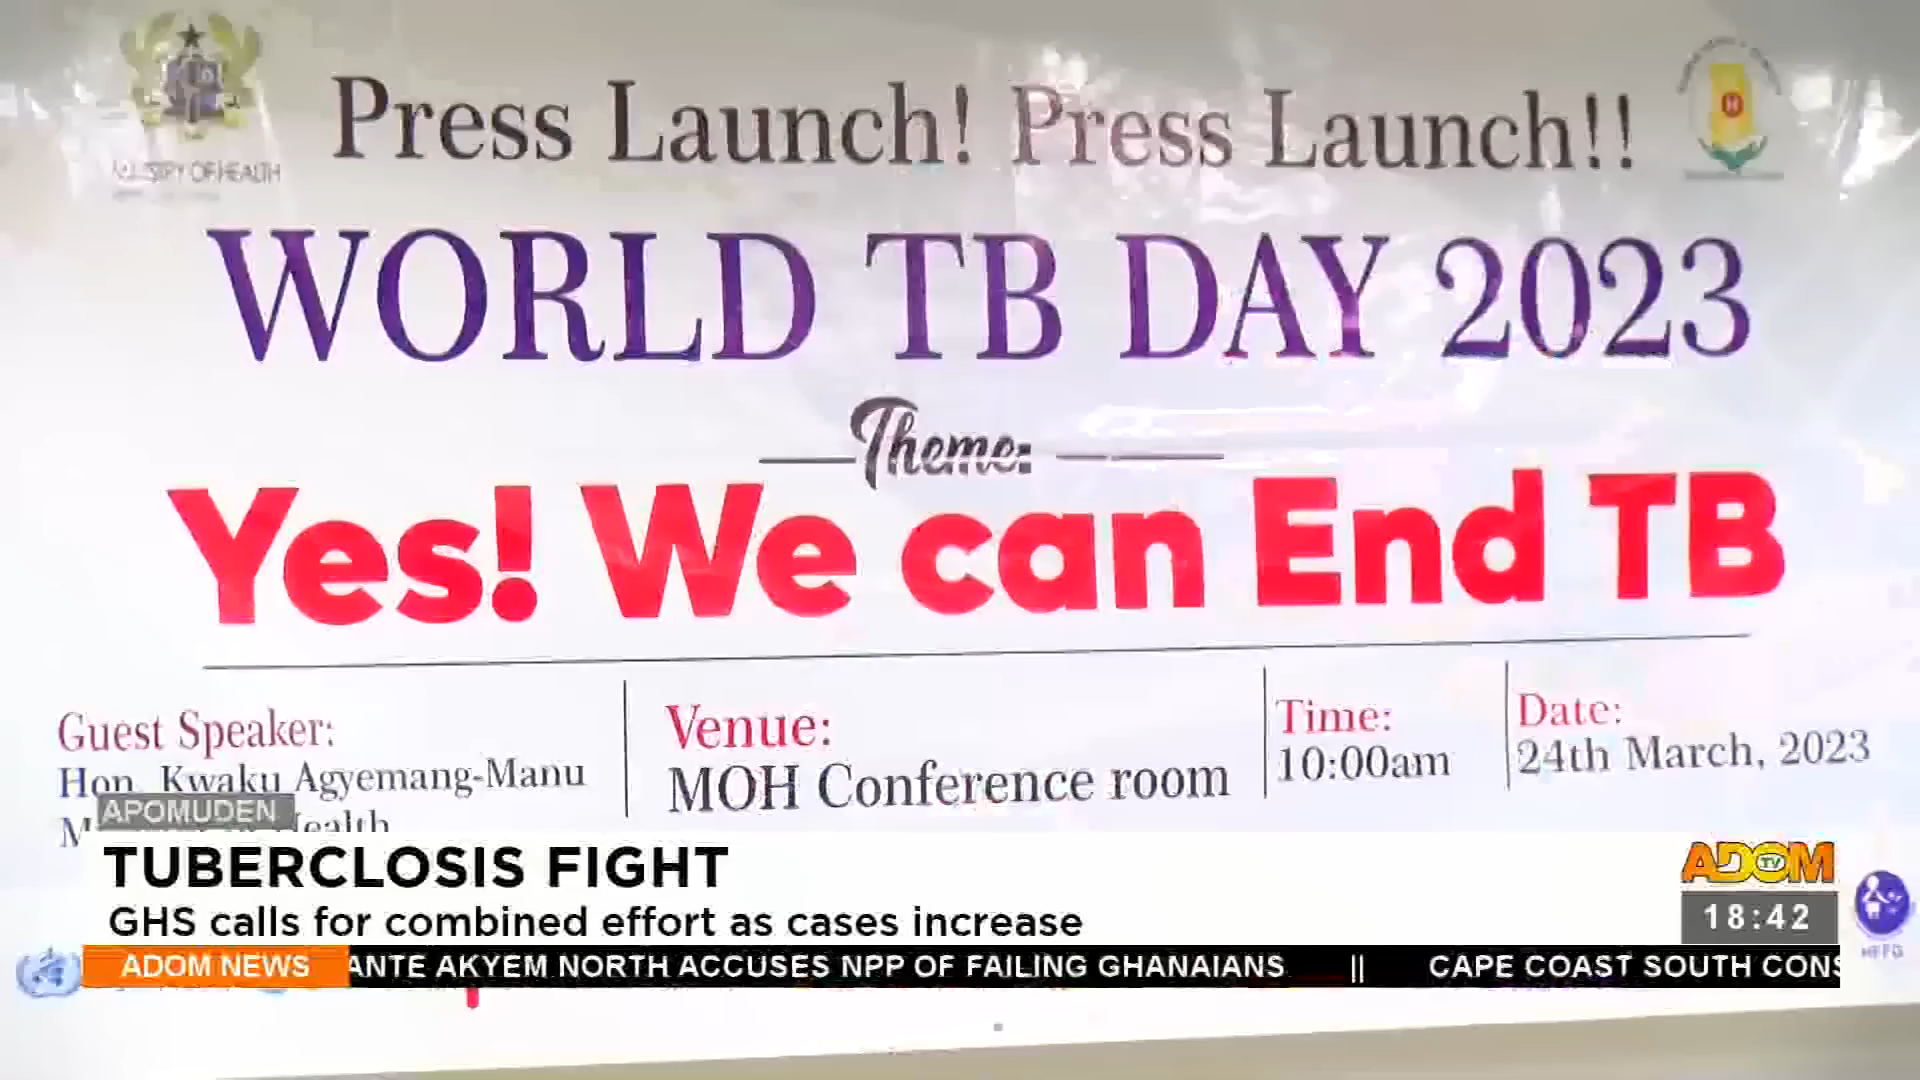 MINISTRY OF HEALTH
Press Launch! Press Launch!!
WORLD TB DAY 2023
Theme:
Yes! We can End TB
Guest Speaker:
Hon. Kwaku Agyemang-Manu
Venue:
MOH Conference room
Time:
10:00am
Date:
24th March, 2023
APOMUDEN
TUBERCLOSIS FIGHT
GHS calls for combined effort as cases increase
ADOM TV
18:42
HFFG
ADOM NEWS
ANTE AKYEM NORTH ACCUSES NPP OF FAILING GHANAIANS || CAPE COAST SOUTH CONS